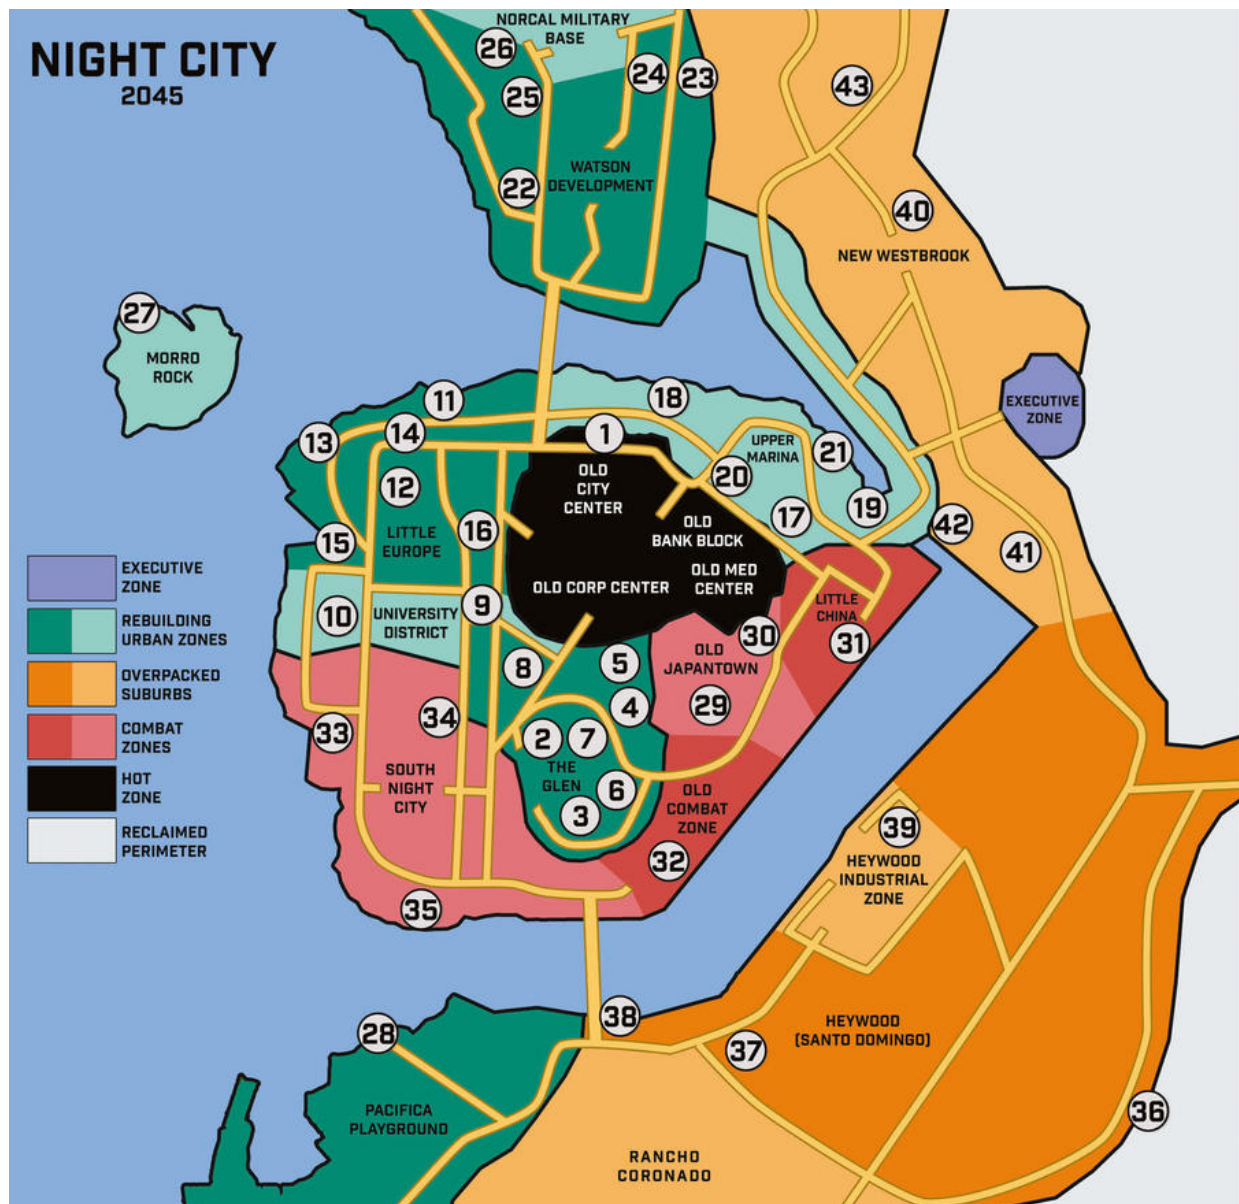 NIGHT CITY
2045
NORCAL MILITARY
BASE
26
24
23
43
25
WATSON
DEVELOPMENT
22
40
NEW WESTBROOK
27
MORRO
ROCK
EXECUTIVE
ZONE
11
18
13
14
1
UPPER
MARINA
21
OLD
CITY
CENTER
20
12
19
17
42
LITTLE
EUROPE
16
OLD
BANK BLOCK
15
41
OLD MED
CENTER
OLD CORP CENTER
9
10
UNIVERSITY
DISTRICT
LITTLE
CHINA
30
31
8
5
OLD
JAPANTOWN
29
4
34
33
2
7
THE
GLEN
6
3
SOUTH
NIGHT
CITY
OLD
COMBAT
ZONE
32
39
HEYWOOD
INDUSTRIAL
ZONE
35
38
28
37
HEYWOOD
(SANTO DOMINGO)
36
PACIFICA
PLAYGROUND
RANCHO
CORONADO
EXECUTIVE
ZONE
REBUILDING
URBAN ZONES
OVERPACKED
SUBURBS
COMBAT
ZONES
HOT
ZONE
RECLAIMED
PERIMETER